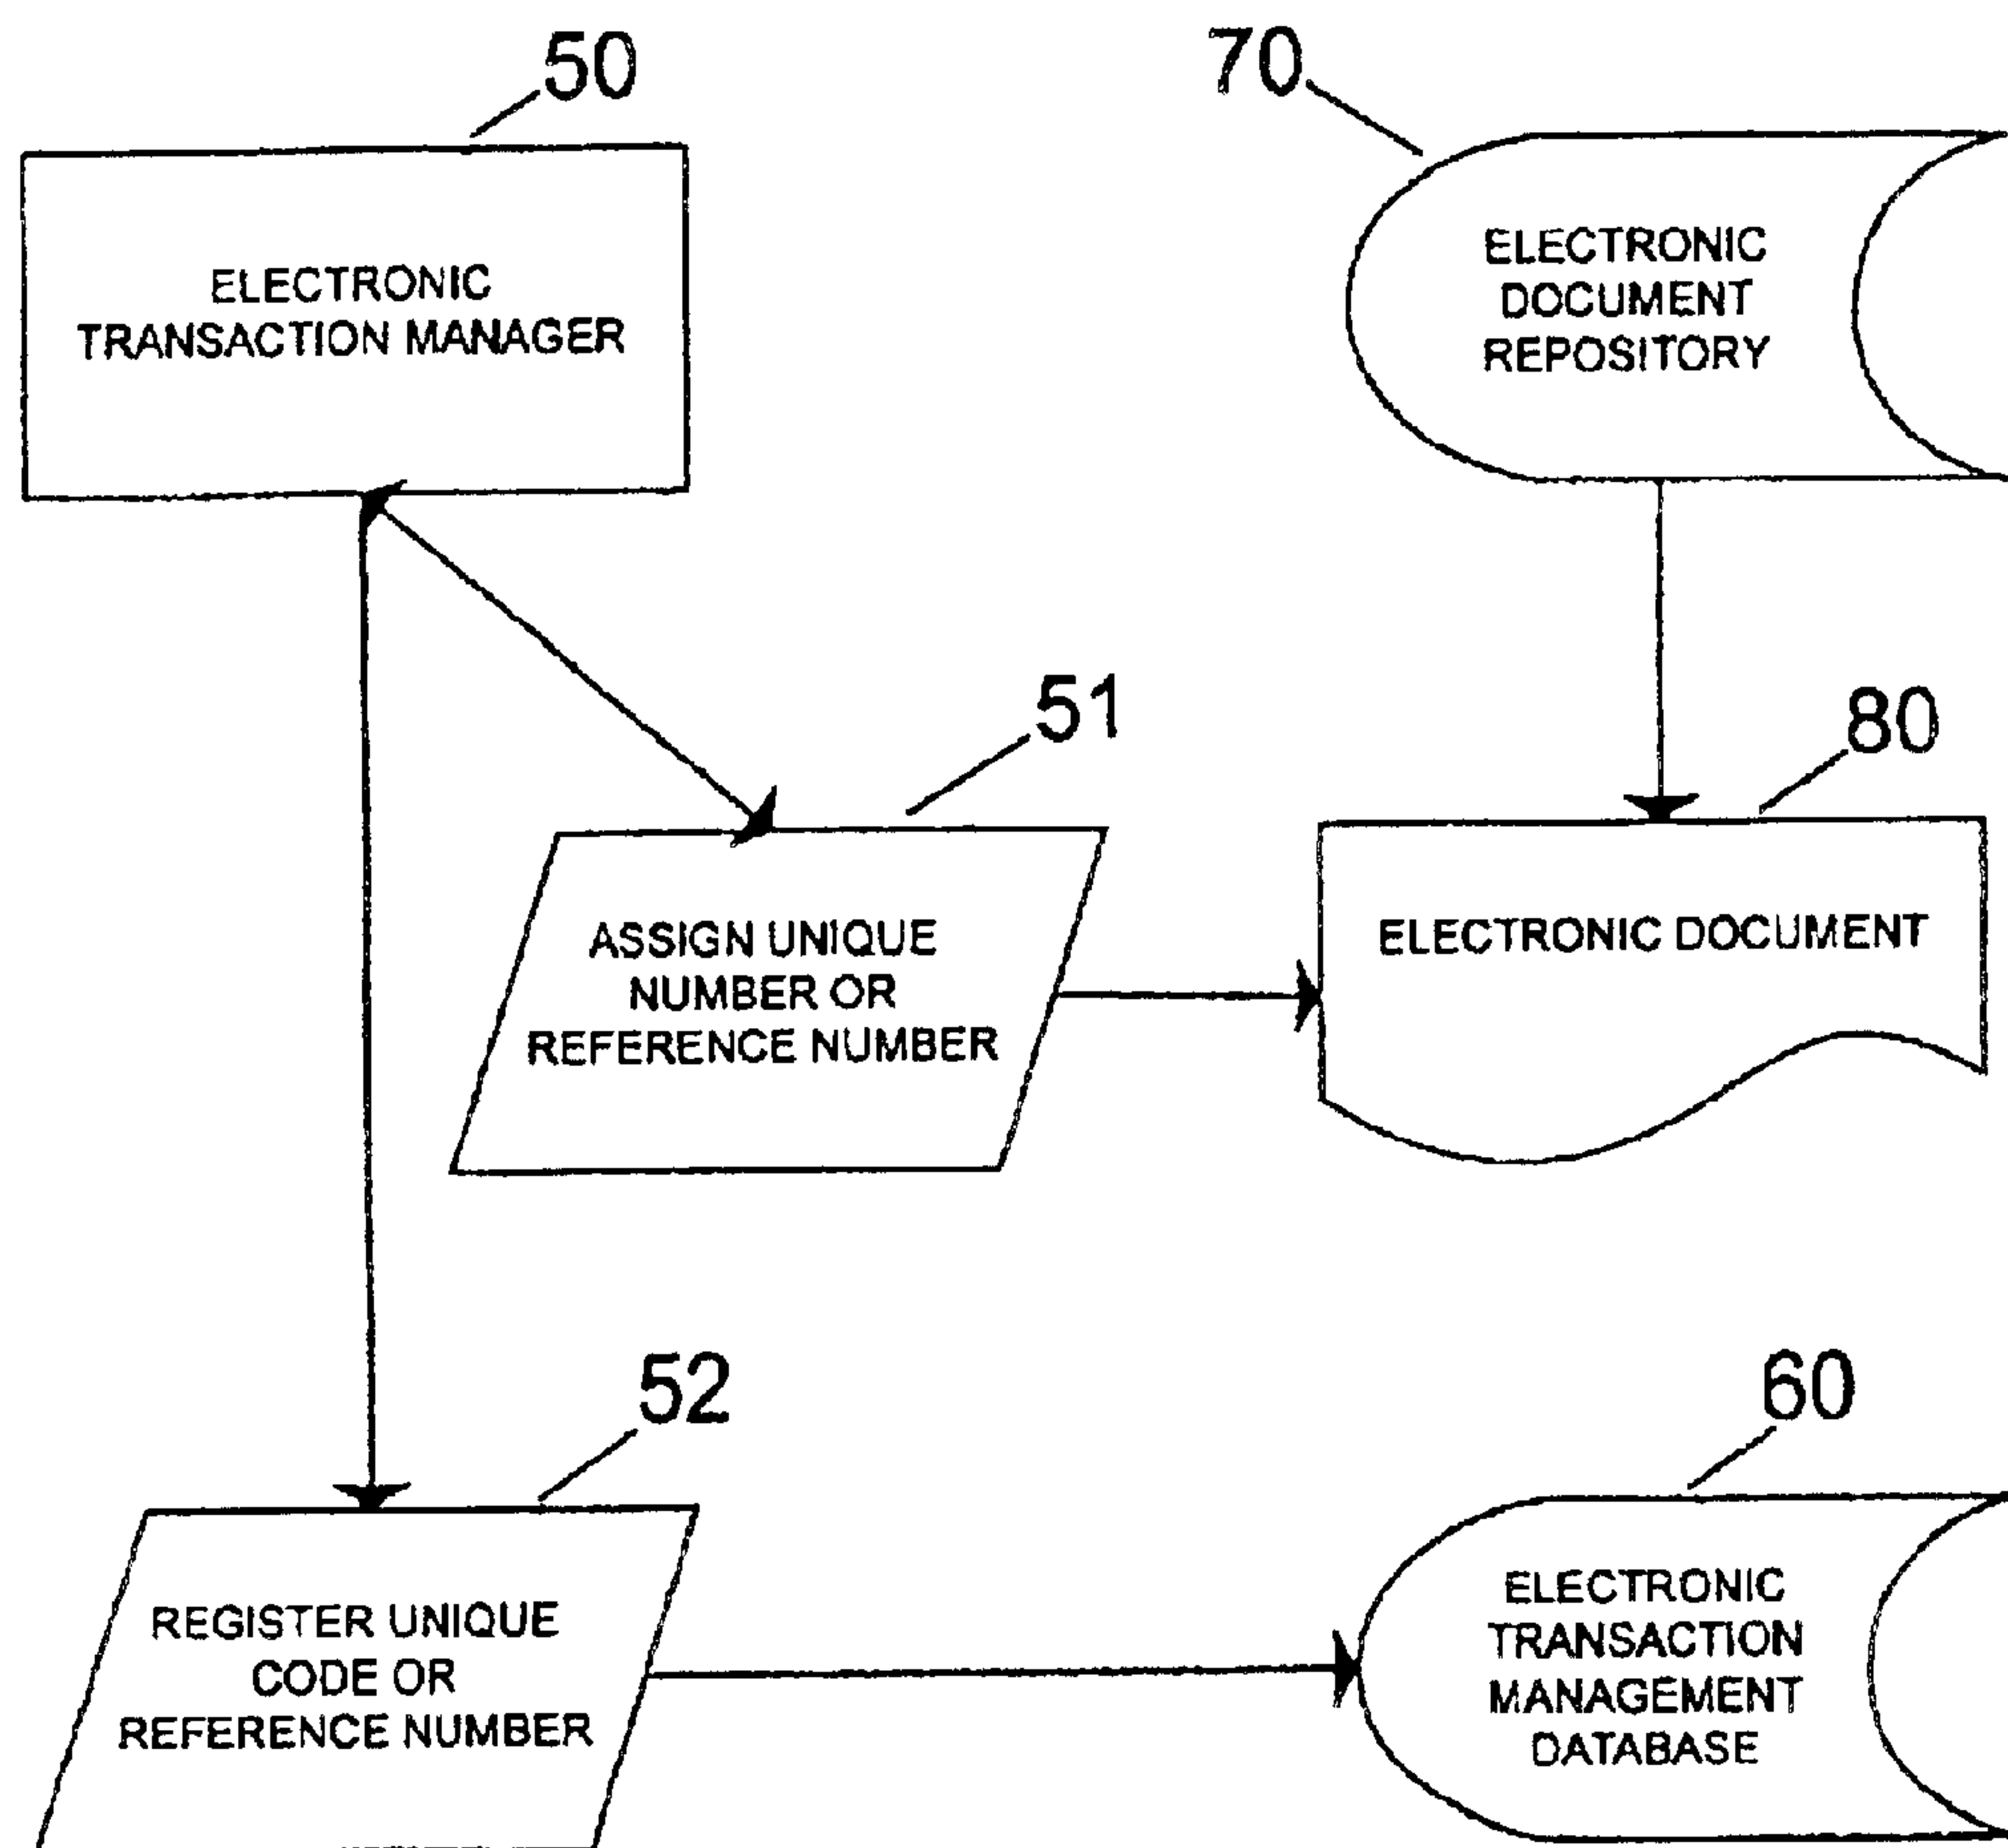 50
70
ELECTRONIC
TRANSACTION MANAGER
ELECTRONIC
DOCUMENT
REPOSITORY
51
80
ASSIGN UNIQUE
NUMBER OR
REFERENCE NUMBER
ELECTRONIC DOCUMENT
52
60
REGISTER UNIQUE
CODE OR
REFERENCE NUMBER
ELECTRONIC
TRANSACTION
MANAGEMENT
DATABASE